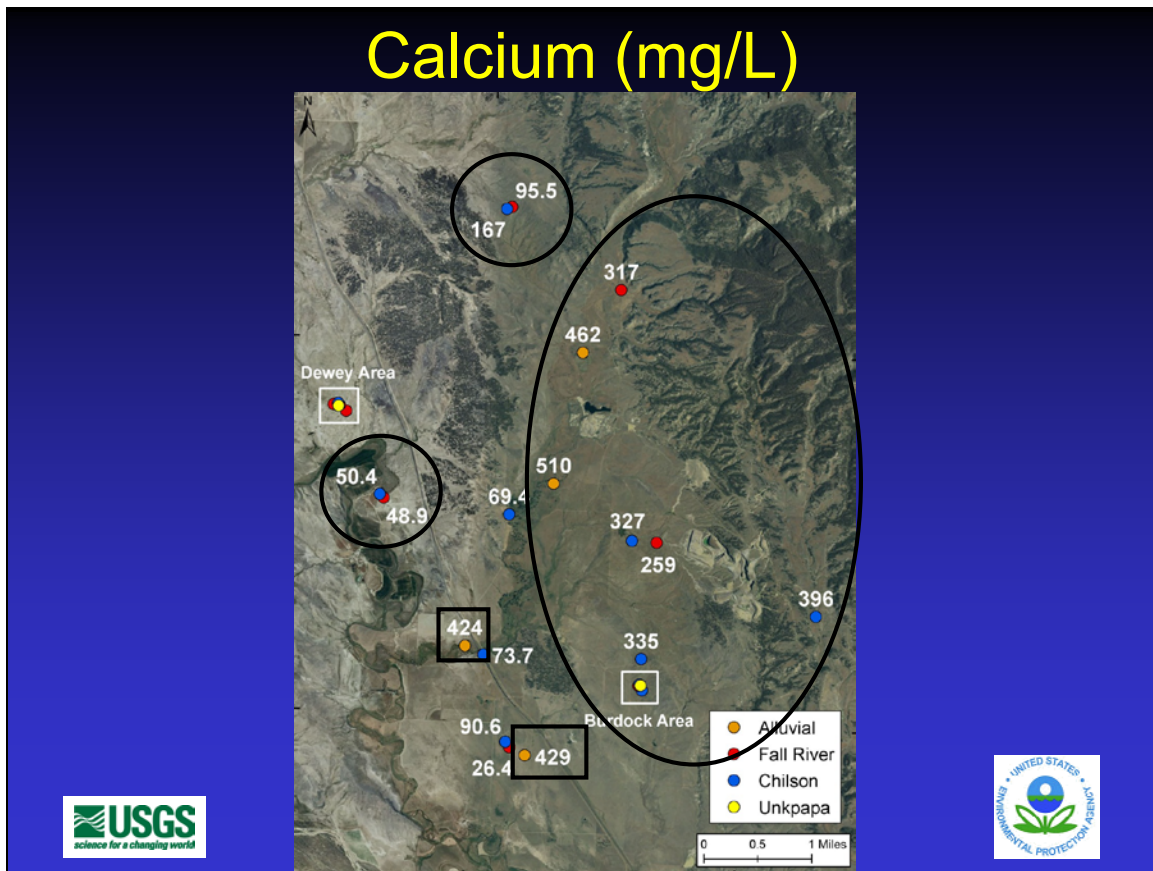 Calcium (mg/L)
N
95.5
167
317
462
Dewey Area
510
50.4
69.4
48.9
327
259
396
424
335
73.7
Burdock Area
90.6
429
26.4
Alluvial
Fall River
Chilson
Unkpapa
0 0.5 1 Miles
USGS
science for a changing world
UNITED STATES
ENVIRONMENTAL PROTECTION AGENCY